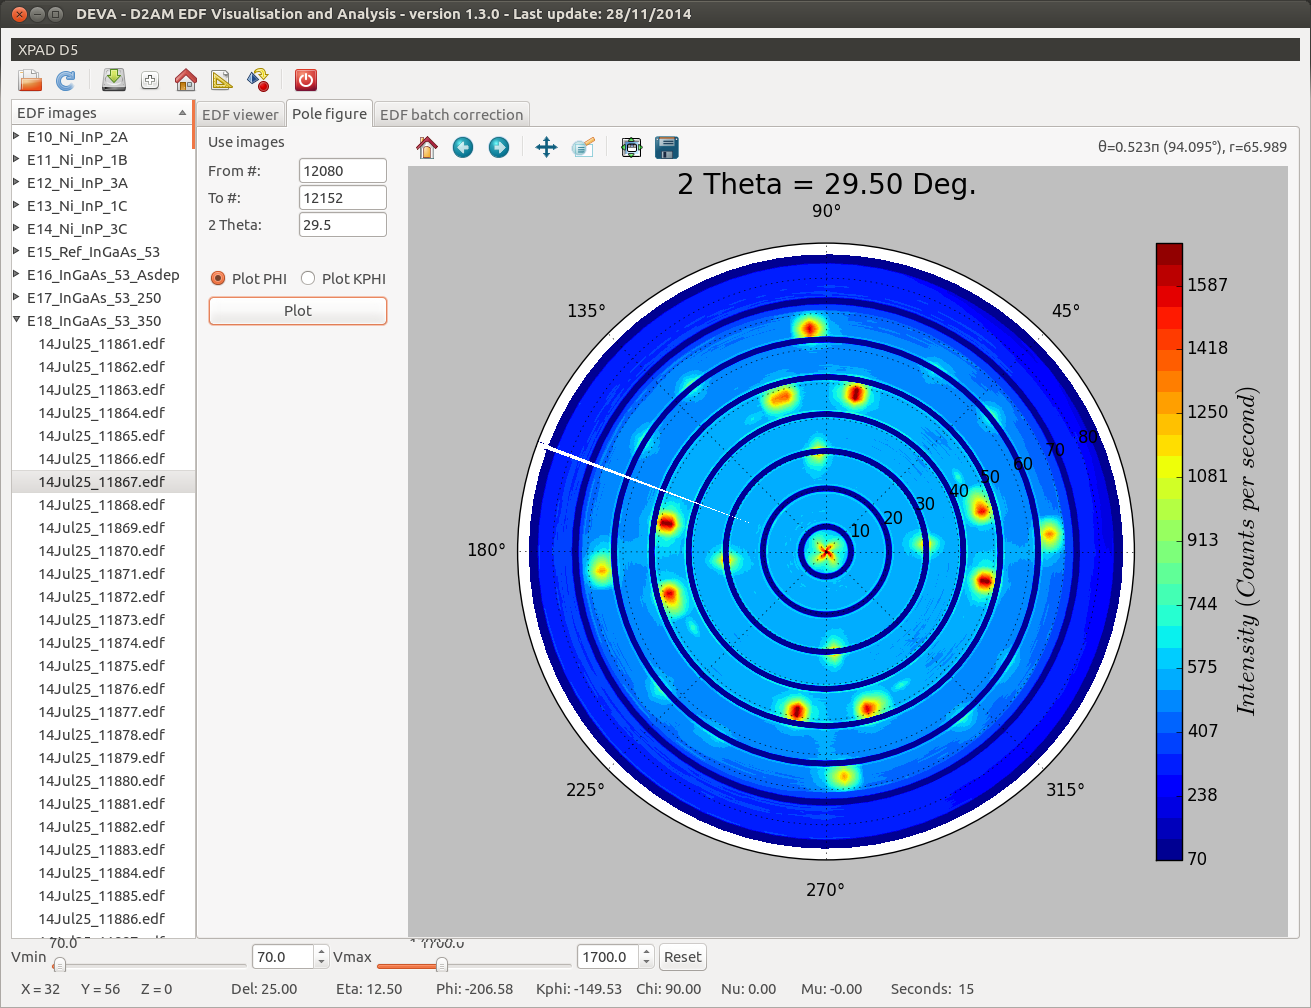 DEVA - D2AM EDF Visualisation and Analysis - version 1.3.0 - Last update: 28/11/2014
XPAD D5
EDF images
E10_Ni_InP_2A
E11_Ni_InP_1B
E12_Ni_InP_3A
E13_Ni_InP_1C
E14_Ni_InP_3C
E15_Ref_InGaAs_53
E16_InGaAs_53_Asdep
E17_InGaAs_53_250
E18_InGaAs_53_350
14Jul25_11861.edf
14Jul25_11862.edf
14Jul25_11863.edf
14Jul25_11864.edf
14Jul25_11865.edf
14Jul25_11866.edf
14Jul25_11867.edf
14Jul25_11868.edf
14Jul25_11869.edf
14Jul25_11870.edf
14Jul25_11871.edf
14Jul25_11872.edf
14Jul25_11873.edf
14Jul25_11874.edf
14Jul25_11875.edf
14Jul25_11876.edf
14Jul25_11877.edf
14Jul25_11878.edf
14Jul25_11879.edf
14Jul25_11880.edf
14Jul25_11881.edf
14Jul25_11882.edf
14Jul25_11883.edf
14Jul25_11884.edf
14Jul25_11885.edf
14Jul25_11886.edf
EDF viewer Pole figure EDF batch correction
Use images
From #: 12080
To #: 12152
2 Theta: 29.5
Plot PHI Plot KPHI
Plot
θ=0.523π (94.095°), r=65.989
2 Theta = 29.50 Deg.
90°
135° 45°
80
70
60
50
40
30
20
10
180°
225° 315°
270°
1587
1418
1250
1081
913
744
575
407
238
70
Intensity (Counts per second)
70.0
Vmin 70.0 Vmax 1700.0 Reset
X = 32 Y = 56 Z = 0 Del: 25.00 Eta: 12.50 Phi: -206.58 Kphi: -149.53 Chi: 90.00 Nu: 0.00 Mu: -0.00 Seconds: 15